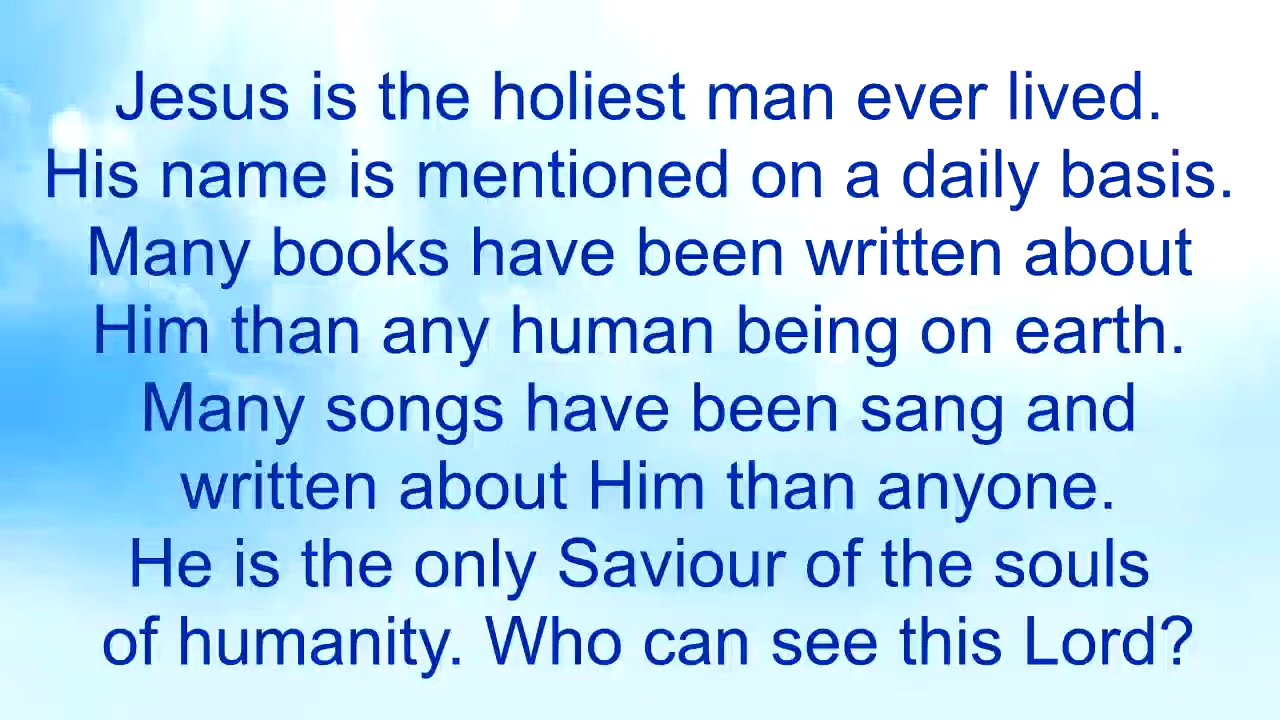 Jesus is the holiest man ever lived.
His name is mentioned on a daily basis.
Many books have been written about
Him than any human being on earth.
Many songs have been sang and
written about Him than anyone.
He is the only Saviour of the souls
of humanity. Who can see this Lord?